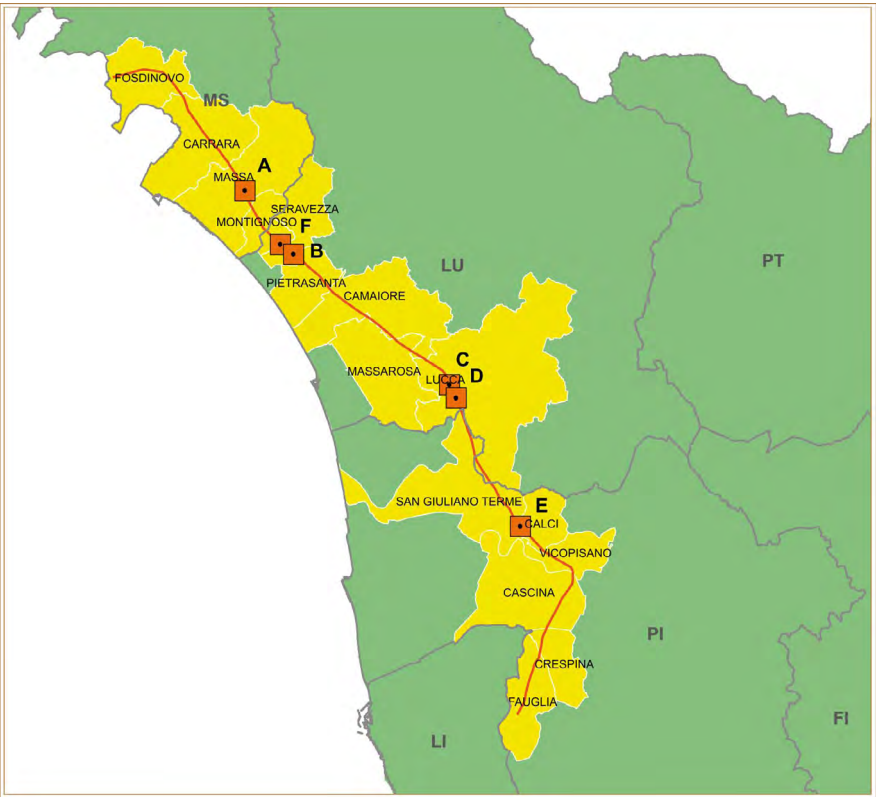 FOSDINOVO
MS
CARRARA
A
MASSA
SERAVEZZA
MONTIGNOSO
F
B
LU
PT
PIETRASANTA
CAMAIORE
C
MASSAROSA
LUCCA
D
SAN GIULIANO TERME
E
CALCI
VICOPISANO
CASCINA
PI
CRESPINA
FAUGLIA
FI
LI